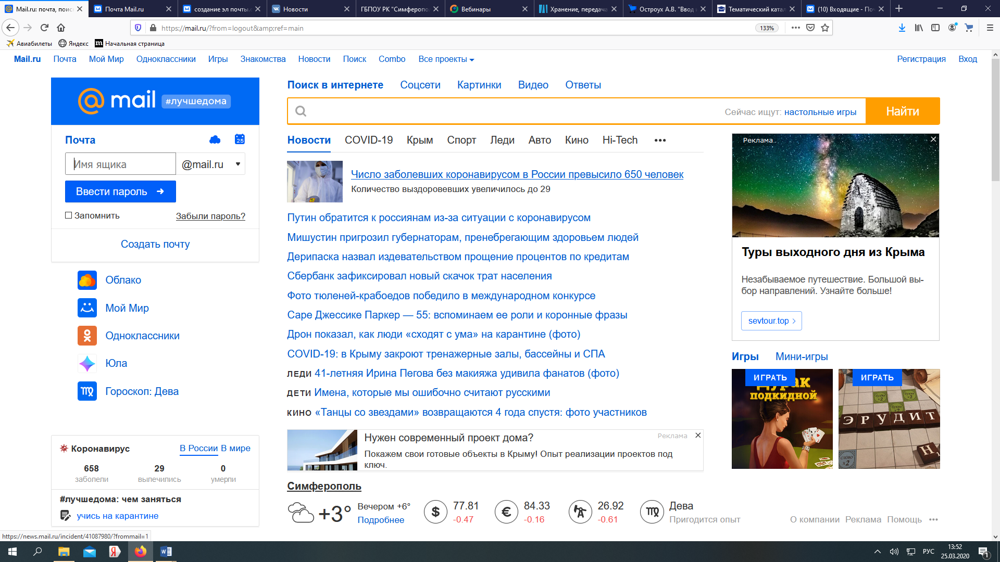 Mail.ru: почта, поис
Почта Mail.ru
создание эл почты.
Новости
ГБПОУ РК "Симферопо
Вебинары
Хранение, передача
Остроух А.В. "Ввод
Тематический катал
(10) Входящие - По
https://mail.ru/?from=logout&amp;ref=main
133%
Авиабилеты Яндекс Начальная страница
Mail.ru Почта Мой Мир Одноклассники Игры Знакомства Новости Поиск Combo Все проекты
Регистрация Вход
@mail #лучшедома
Почта
25
Имя ящика
@mail.ru
Ввести пароль
Запомнить
Забыли пароль?
Создать почту
Облако
Мой Мир
Одноклассники
Юла
Гороскоп: Дева
Коронавирус
В России В мире
658 29 0
заболели вылечились умерли
#лучшедома: чем заняться
учись на карантине
Поиск в интернете Соцсети Картинки Видео Ответы
Сейчас ищут: настольные игры
Найти
Новости COVID-19 Крым Спорт Леди Авто Кино Hi-Tech
Число заболевших коронавирусом в России превысило 650 человек
Количество выздоровевших увеличилось до 29
Путин обратится к россиянам из-за ситуации с коронавирусом
Мишустин пригрозил губернаторам, пренебрегающим здоровьем людей
Дерипаска назвал издевательством прощение процентов по кредитам
Сбербанк зафиксировал новый скачок трат населения
Фото тюленей-крабоедов победило в международном конкурсе
Саре Джессике Паркер — 55: вспоминаем ее роли и коронные фразы
Дрон показал, как люди «сходят с ума» на карантине (фото)
COVID-19: в Крыму закроют тренажерные залы, бассейны и СПА
ЛЕДИ 41-летняя Ирина Пегова без макияжа удивила фанатов (фото)
ДЕТИ Имена, которые мы ошибочно считают русскими
КИНО «Танцы со звездами» возвращаются 4 года спустя: фото участников
Нужен современный проект дома?
Реклама
Покажем свои готовые объекты в Крыму! Опыт реализации проектов под
ключ.
Симферополь
+3°
Вечером +6°
Подробнее
$ 77.81
-0.47
€ 84.33
-0.16
26.92
-0.61
Дева
Пригодится опыт
Реклама
Туры выходного дня из Крыма
Незабываемое путешествие. Большой вы-
бор направлений. Узнайте больше!
sevtour.top
Игры Мини-игры
ИГРАТЬ
Дурак
подкидной
ИГРАТЬ
буква
x2
буква
x2
буква
x2
ЭРУДИТ
Н
слово
x2
О компании Реклама Помощь
https://news.mail.ru/incident/41087980/?frommail=1
РУС
13:52
25.03.2020
1